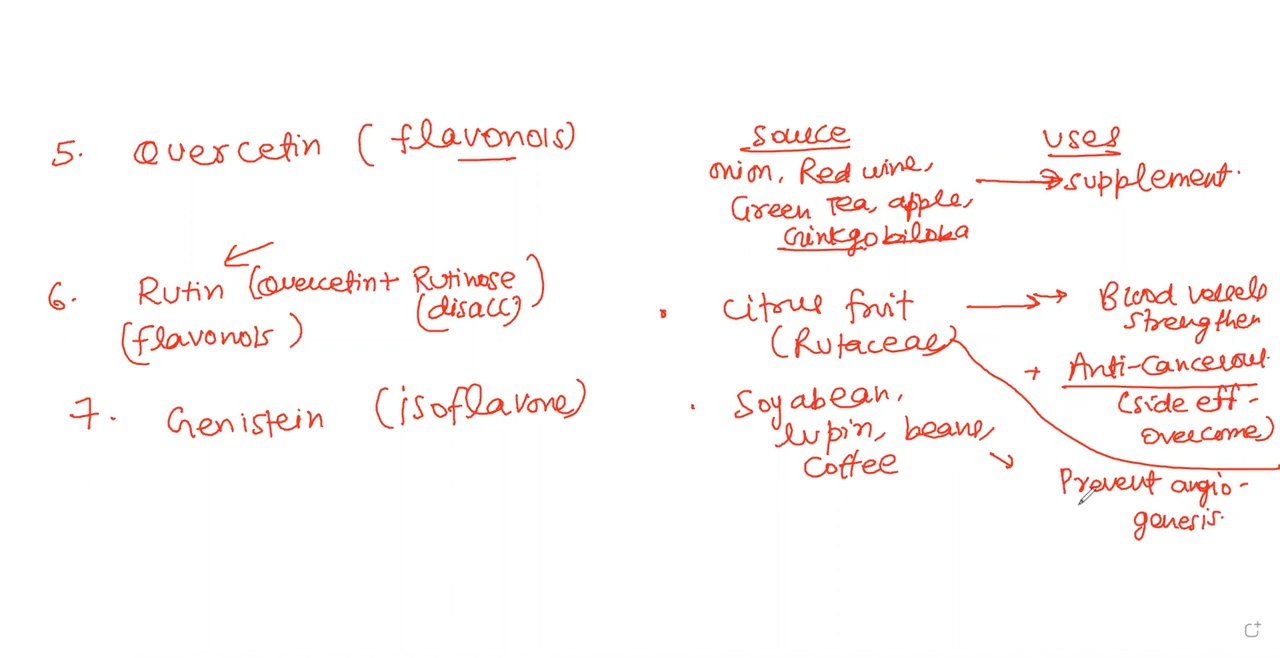 5. Quercetin (flavonols)
Source
Onion, Red wine,
Green Tea, apple,
Ginkgo biloba
uses
→ supplement.
6. Rutin (Quercetin + Rutinose
(disacc))
(flavonols)
Citrus fruit
(Rutaceae)
→ Blood vessels
strengthen
+ Anti-Cancerous
(side eff-
overcome)
7. Genistein (isoflavone)
Soyabean,
lupin, beans,
Coffee
Prevent angio-
genesis.